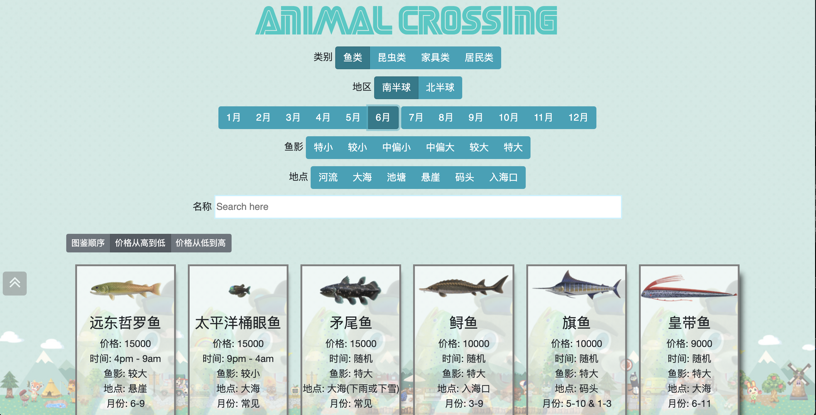 ANIMAL CROSSING
类别 鱼类 昆虫类 家具类 居民类
地区 南半球 北半球
1月 2月 3月 4月 5月 6月 7月 8月 9月 10月 11月 12月
鱼影 特小 较小 中偏小 中偏大 较大 特大
地点 河流 大海 池塘 悬崖 码头 入海口
名称 Search here
图鉴顺序 价格从高到低 价格从低到高
远东哲罗鱼
价格: 15000
时间: 4pm - 9am
鱼影: 较大
地点: 悬崖
月份: 6-9
太平洋桶眼鱼
价格: 15000
时间: 9pm - 4am
鱼影: 较小
地点: 大海
月份: 常见
矛尾鱼
价格: 15000
时间: 随机
鱼影: 特大
地点: 大海(下雨或下雪)
月份: 常见
鲟鱼
价格: 10000
时间: 随机
鱼影: 特大
地点: 入海口
月份: 3-9
旗鱼
价格: 10000
时间: 随机
鱼影: 特大
地点: 码头
月份: 5-10 & 1-3
皇带鱼
价格: 9000
时间: 随机
鱼影: 特大
地点: 大海
月份: 6-11